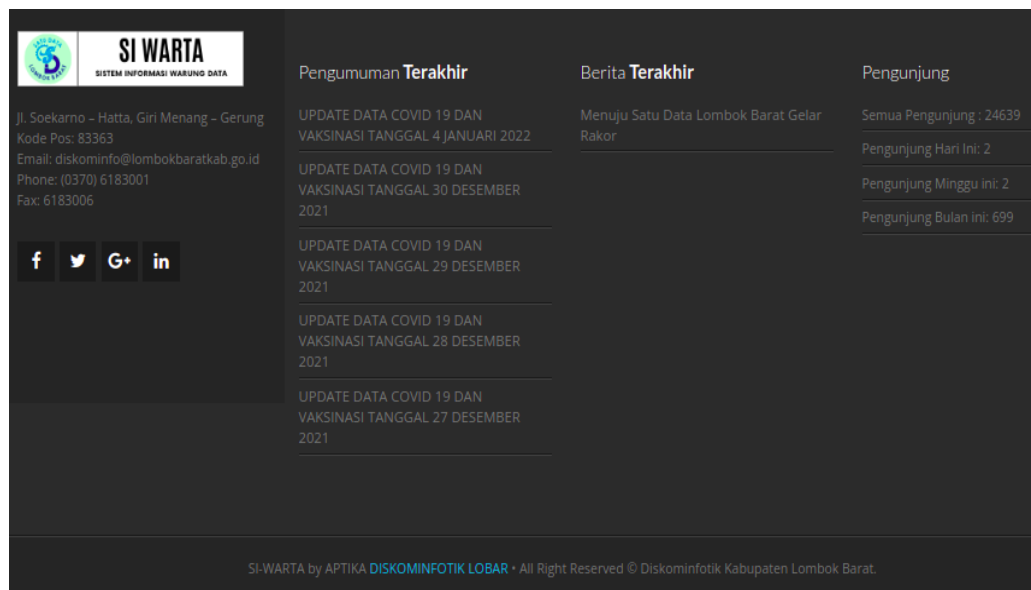 SI WARTA
SISTEM INFORMASI WARUNG DATA
Jl. Soekarno – Hatta, Giri Menang – Gerung
Kode Pos: 83363
Email: diskominfo@lombokbaratkab.go.id
Phone: (0370) 6183001
Fax: 6183006
Pengumuman Terakhir
UPDATE DATA COVID 19 DAN
VAKSINASI TANGGAL 4 JANUARI 2022
UPDATE DATA COVID 19 DAN
VAKSINASI TANGGAL 30 DESEMBER
2021
UPDATE DATA COVID 19 DAN
VAKSINASI TANGGAL 29 DESEMBER
2021
UPDATE DATA COVID 19 DAN
VAKSINASI TANGGAL 28 DESEMBER
2021
UPDATE DATA COVID 19 DAN
VAKSINASI TANGGAL 27 DESEMBER
2021
Berita Terakhir
Menuju Satu Data Lombok Barat Gelar
Rakor
Pengunjung
Semua Pengunjung : 24639
Pengunjung Hari Ini: 2
Pengunjung Minggu ini: 2
Pengunjung Bulan ini: 699
SI-WARTA by APTIKA DISKOMINFOTIK LOBAR • All Right Reserved © Diskominfotik Kabupaten Lombok Barat.